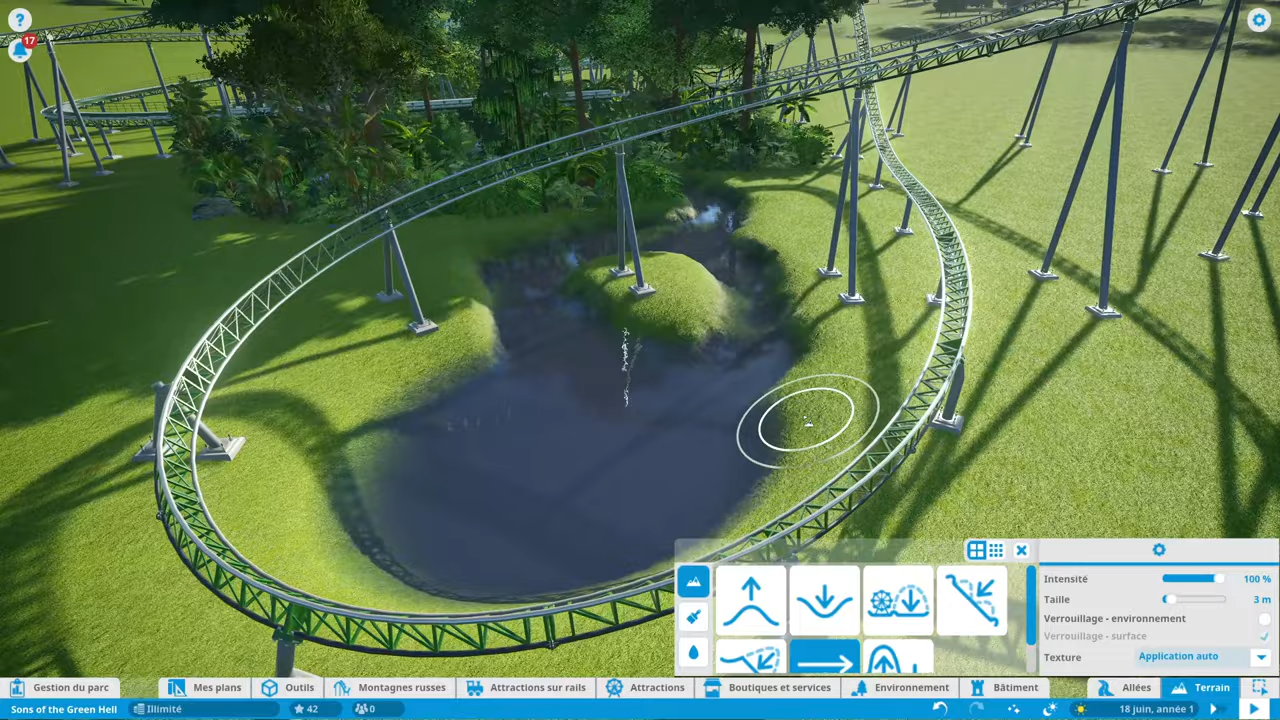 ?
17
Intensité 100 %
Taille 3 m
Verrouillage - environnement
Verrouillage - surface
Texture Application auto
Gestion du parc Mes plans Outils Montagnes russes Attractions sur rails Attractions Boutiques et services Environnement Bâtiment Allées Terrain
Sons of the Green Hell Illimité 42 0 18 juin, année 1